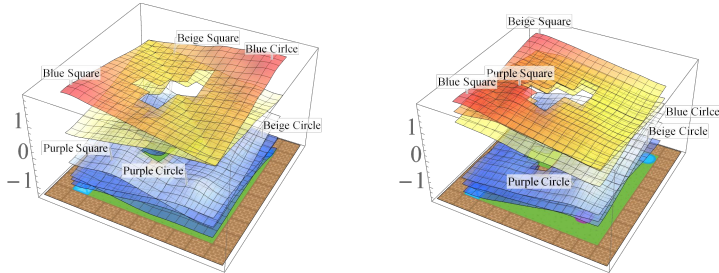 Beige Square
Blue Cirlce
Blue Square
Beige Circle
Purple Square
Purple Circle
1
0
−1
Beige Square
Purple Square
Blue Square
Blue Cirlce
Beige Circle
Purple Circle
1
0
−1